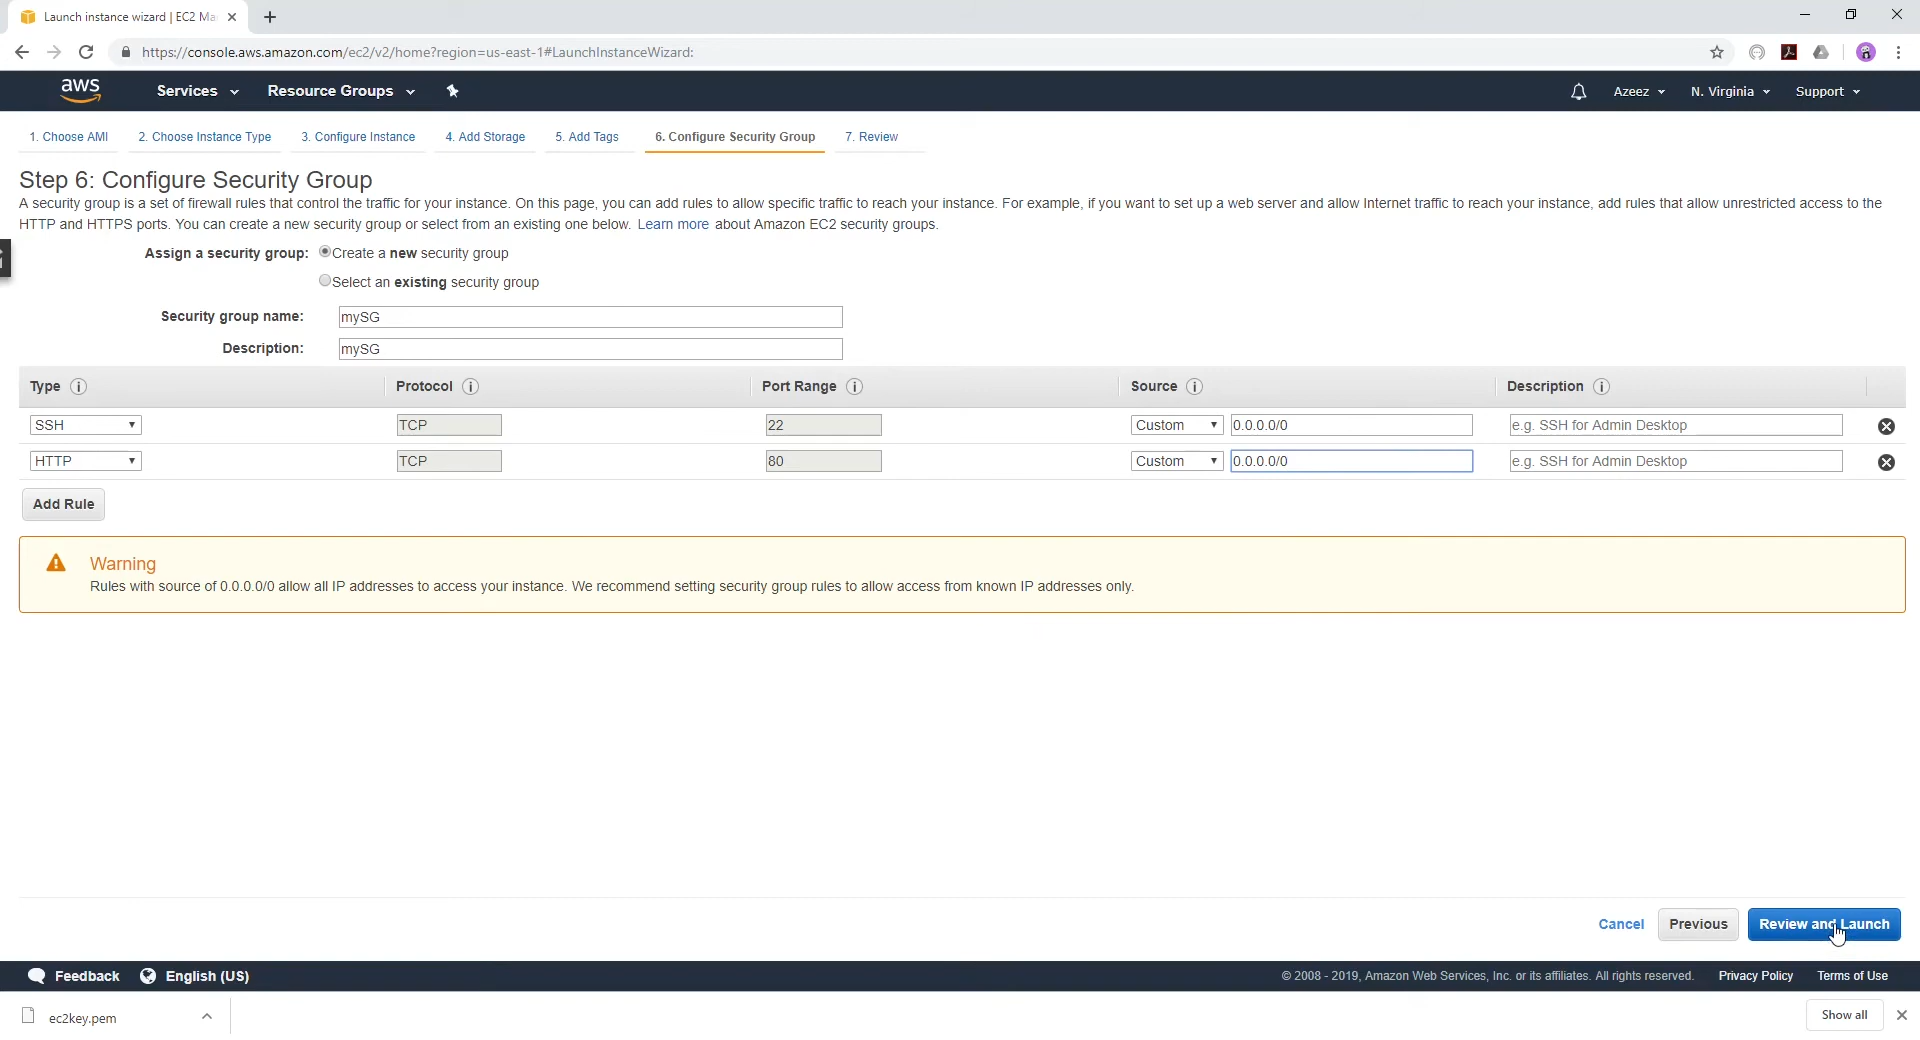 Launch instance wizard | EC2 Ma
https://console.aws.amazon.com/ec2/v2/home?region=us-east-1#LaunchInstanceWizard:
aws Services Resource Groups Azeez N. Virginia Support
1. Choose AMI 2. Choose Instance Type 3. Configure Instance 4. Add Storage 5. Add Tags 6. Configure Security Group 7. Review
Step 6: Configure Security Group
A security group is a set of firewall rules that control the traffic for your instance. On this page, you can add rules to allow specific traffic to reach your instance. For example, if you want to set up a web server and allow Internet traffic to reach your instance, add rules that allow unrestricted access to the
HTTP and HTTPS ports. You can create a new security group or select from an existing one below. Learn more about Amazon EC2 security groups.
Assign a security group: Create a new security group
Select an existing security group
Security group name: mySG
Description: mySG
Type Protocol Port Range Source Description
SSH TCP 22 Custom 0.0.0.0/0 e.g. SSH for Admin Desktop
HTTP TCP 80 Custom 0.0.0.0/0 e.g. SSH for Admin Desktop
Add Rule
Warning
Rules with source of 0.0.0.0/0 allow all IP addresses to access your instance. We recommend setting security group rules to allow access from known IP addresses only.
Cancel Previous Review and Launch
Feedback English (US) © 2008 - 2019, Amazon Web Services, Inc. or its affiliates. All rights reserved. Privacy Policy Terms of Use
ec2key.pem Show all